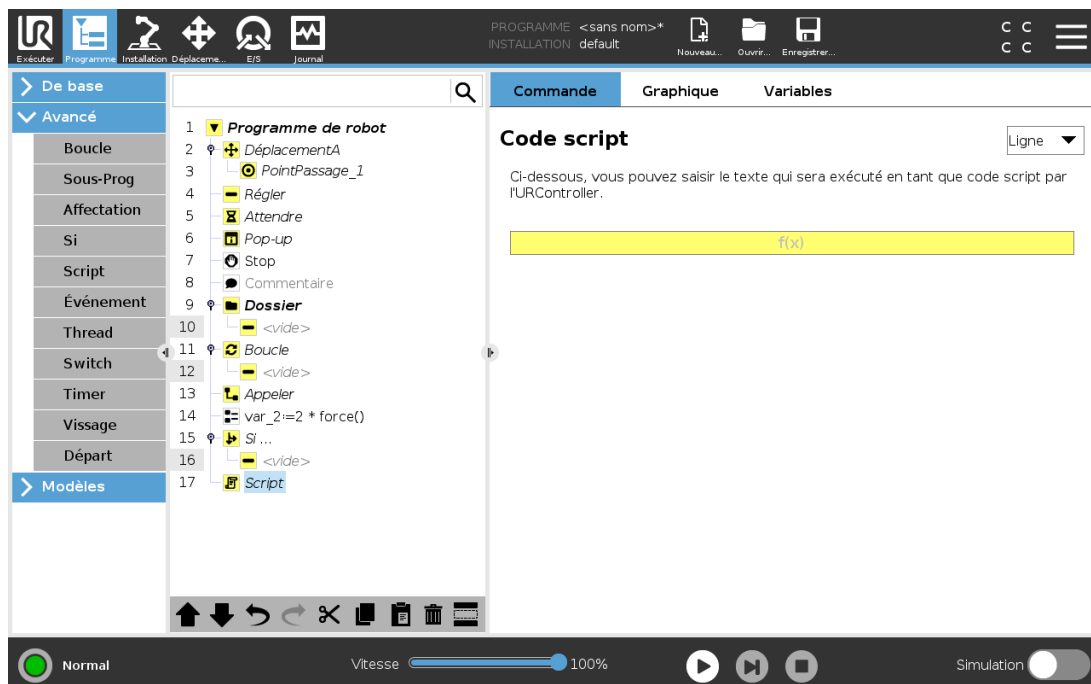 PROGRAMME <sans nom>*
INSTALLATION default
Exécuter Programme Installation Déplaceme... E/S Journal
Nouveau... Ouvrir... Enregistrer...
C C
C C
De base
Avancé
Boucle
Sous-Prog
Affectation
Si
Script
Événement
Thread
Switch
Timer
Vissage
Départ
Modèles
1 Programme de robot
2 DéplacementA
3 PointPassage_1
4 Régler
5 Attendre
6 Pop-up
7 Stop
8 Commentaire
9 Dossier
10 <vide>
11 Boucle
12 <vide>
13 Appeler
14 var_2:=2 * force()
15 Si ...
16 <vide>
17 Script
Commande Graphique Variables
Code script
Ligne
Ci-dessous, vous pouvez saisir le texte qui sera exécuté en tant que code script par
l'URController.
f(x)
Normal
Vitesse 100%
Simulation